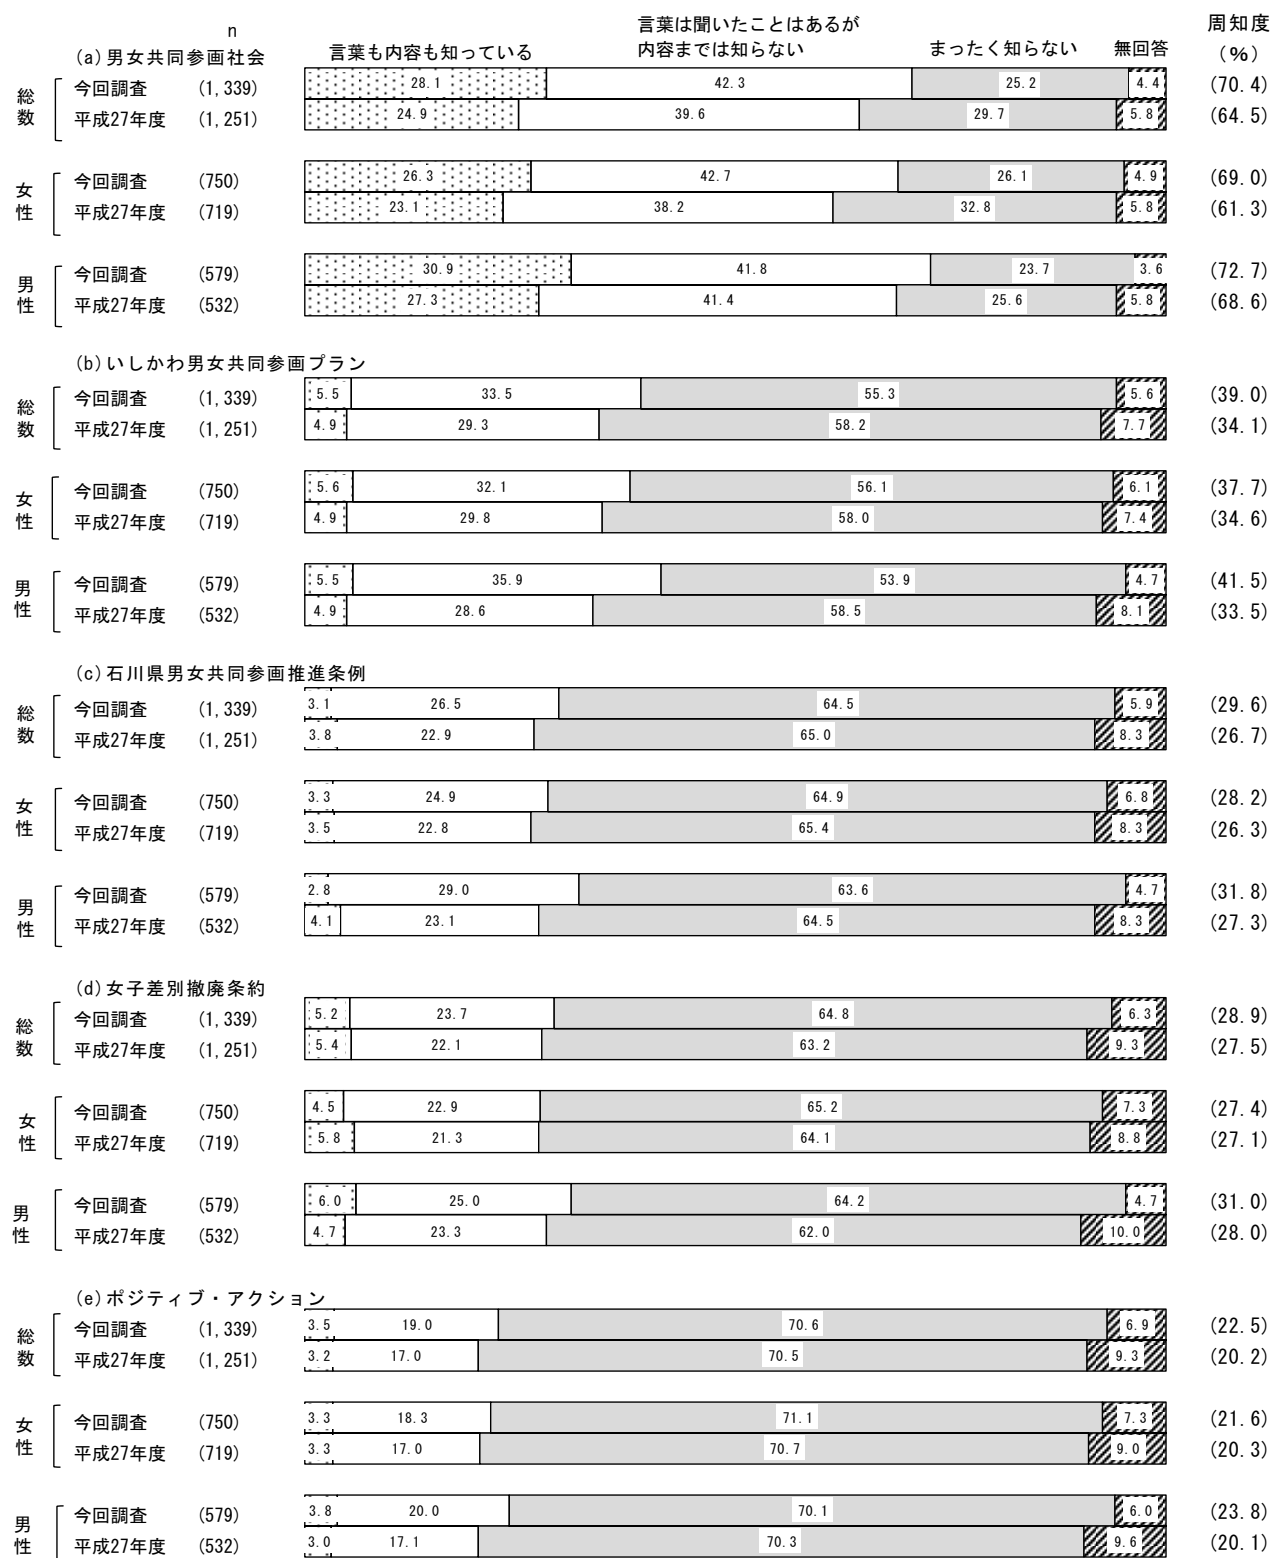 n 言葉は聞いたことはあるが 周知度
(a)男女共同参画社会 言葉も内容も知っている 内容までは知らない まったく知らない 無回答 (%)
総数
今回調査 (1,339) 28.1 42.3 25.2 4.4 (70.4)
平成27年度 (1,251) 24.9 39.6 29.7 5.8 (64.5)
女性
今回調査 (750) 26.3 42.7 26.1 4.9 (69.0)
平成27年度 (719) 23.1 38.2 32.8 5.8 (61.3)
男性
今回調査 (579) 30.9 41.8 23.7 3.6 (72.7)
平成27年度 (532) 27.3 41.4 25.6 5.8 (68.6)
(b)いしかわ男女共同参画プラン
総数
今回調査 (1,339) 5.5 33.5 55.3 5.6 (39.0)
平成27年度 (1,251) 4.9 29.3 58.2 7.7 (34.1)
女性
今回調査 (750) 5.6 32.1 56.1 6.1 (37.7)
平成27年度 (719) 4.9 29.8 58.0 7.4 (34.6)
男性
今回調査 (579) 5.5 35.9 53.9 4.7 (41.5)
平成27年度 (532) 4.9 28.6 58.5 8.1 (33.5)
(c)石川県男女共同参画推進条例
総数
今回調査 (1,339) 3.1 26.5 64.5 5.9 (29.6)
平成27年度 (1,251) 3.8 22.9 65.0 8.3 (26.7)
女性
今回調査 (750) 3.3 24.9 64.9 6.8 (28.2)
平成27年度 (719) 3.5 22.8 65.4 8.3 (26.3)
男性
今回調査 (579) 2.8 29.0 63.6 4.7 (31.8)
平成27年度 (532) 4.1 23.1 64.5 8.3 (27.3)
(d)女子差別撤廃条約
総数
今回調査 (1,339) 5.2 23.7 64.8 6.3 (28.9)
平成27年度 (1,251) 5.4 22.1 63.2 9.3 (27.5)
女性
今回調査 (750) 4.5 22.9 65.2 7.3 (27.4)
平成27年度 (719) 5.8 21.3 64.1 8.8 (27.1)
男性
今回調査 (579) 6.0 25.0 64.2 4.7 (31.0)
平成27年度 (532) 4.7 23.3 62.0 10.0 (28.0)
(e)ポジティブ・アクション
総数
今回調査 (1,339) 3.5 19.0 70.6 6.9 (22.5)
平成27年度 (1,251) 3.2 17.0 70.5 9.3 (20.2)
女性
今回調査 (750) 3.3 18.3 71.1 7.3 (21.6)
平成27年度 (719) 3.3 17.0 70.7 9.0 (20.3)
男性
今回調査 (579) 3.8 20.0 70.1 6.0 (23.8)
平成27年度 (532) 3.0 17.1 70.3 9.6 (20.1)